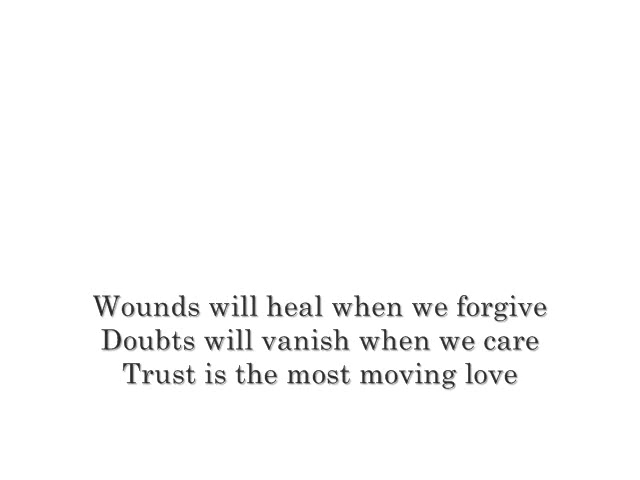 Wounds will heal when we forgive
Doubts will vanish when we care
Trust is the most moving love